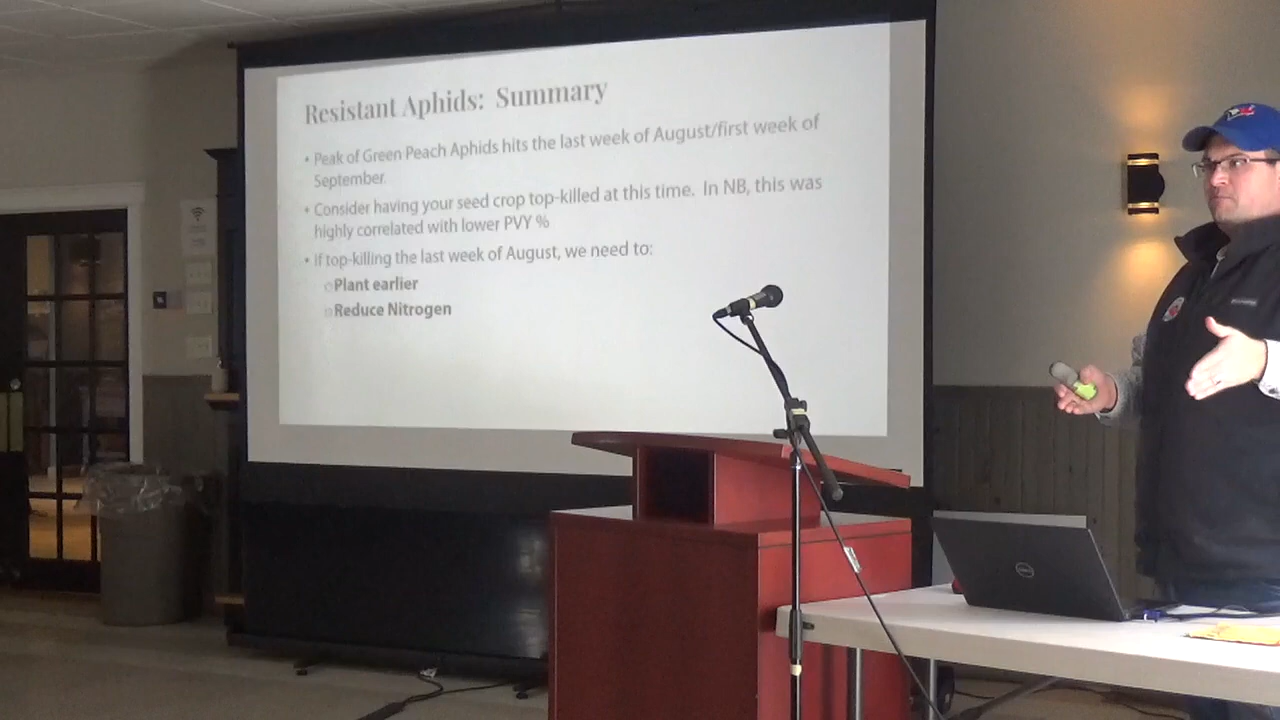 Resistant Aphids: Summary
• Peak of Green Peach Aphids hits the last week of August/first week of
September.
• Consider having your seed crop top-killed at this time. In NB, this was
highly correlated with lower PVY %
• If top-killing the last week of August, we need to:
○Plant earlier
○Reduce Nitrogen
DELL